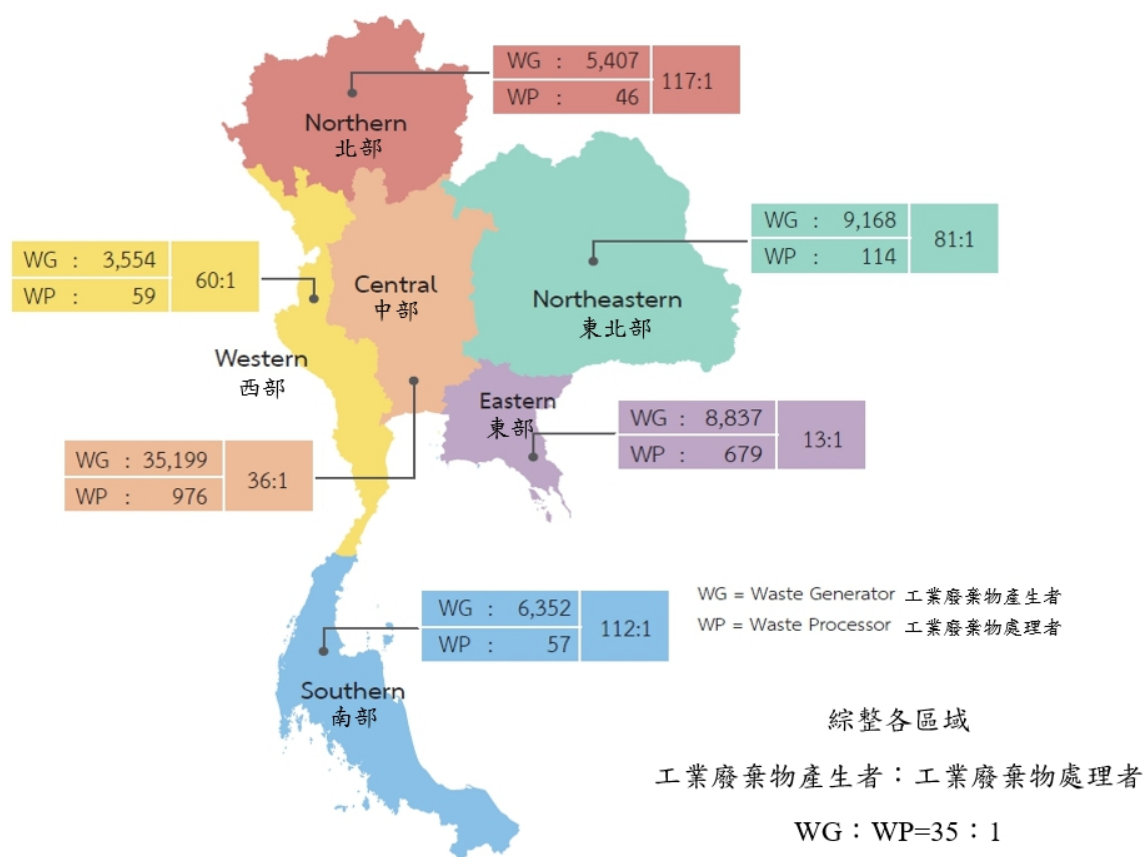 WG : 5,407
WP : 46
117:1
Northern
北部
WG : 9,168
WP : 114
81:1
WG : 3,554
WP : 59
60:1
Central
中部
Northeastern
東北部
Western
西部
Eastern
東部
WG : 8,837
WP : 679
13:1
WG : 35,199
WP : 976
36:1
WG : 6,352
WP : 57
112:1
WG = Waste Generator 工業廢棄物產生者
WP = Waste Processor 工業廢棄物處理者
Southern
南部
綜整各區域
工業廢棄物產生者：工業廢棄物處理者
WG：WP=35：1